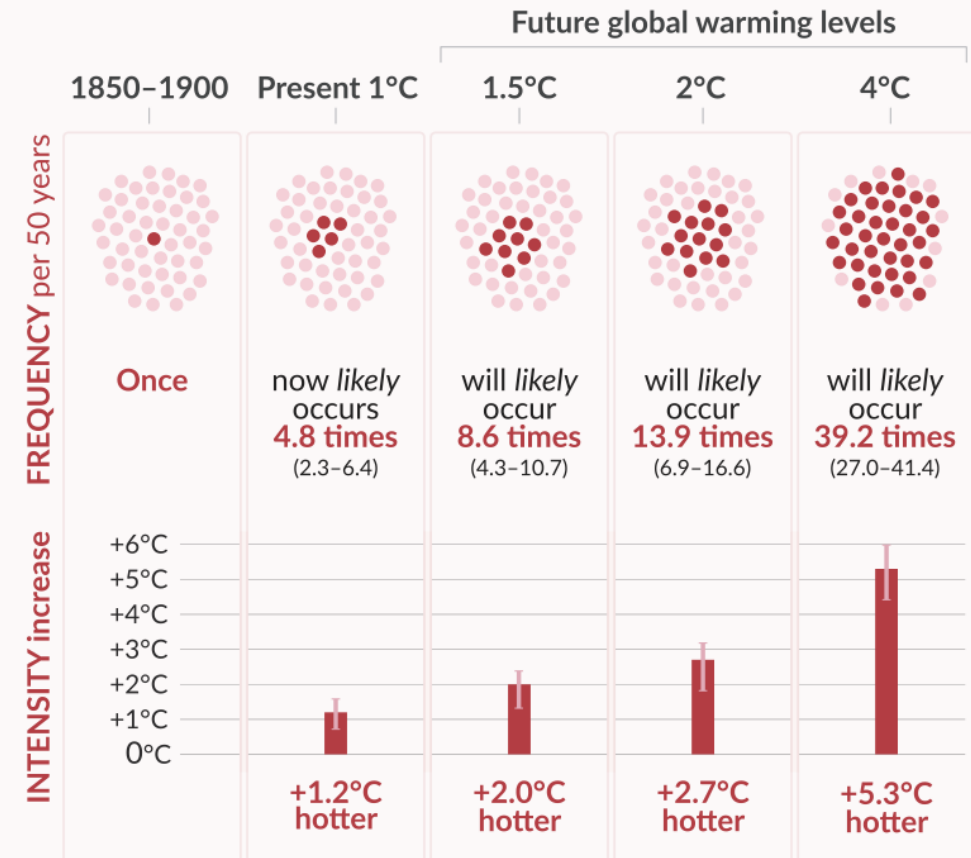 Future global warming levels
1850–1900
Present 1°C
1.5°C
2°C
4°C
FREQUENCY per 50 years
Once
now likely
occurs
4.8 times
(2.3–6.4)
will likely
occur
8.6 times
(4.3–10.7)
will likely
occur
13.9 times
(6.9–16.6)
will likely
occur
39.2 times
(27.0–41.4)
INTENSITY increase
+6°C
+5°C
+4°C
+3°C
+2°C
+1°C
0°C
+1.2°C
hotter
+2.0°C
hotter
+2.7°C
hotter
+5.3°C
hotter